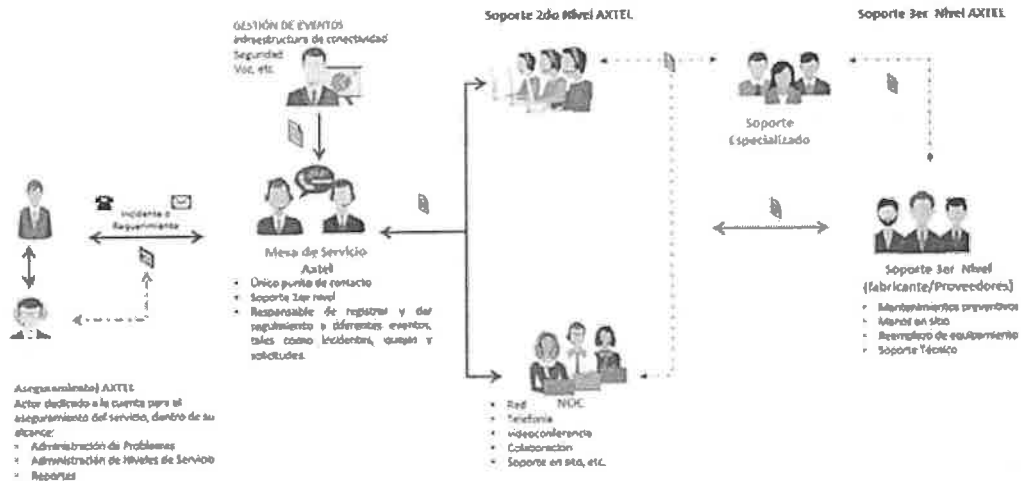 GESTIÓN DE EVENTOS
Infraestructura de conectividad
Seguridad
Voz, etc.
Soporte 2do Nivel AXTEL
Soporte 3er Nivel AXTEL
Soporte
Especializado
Incidente o
Requerimiento
Mesa de Servicio
Axtel
• Único punto de contacto
• Soporte 1er nivel
• Responsable de registrar y dar
seguimiento a diferentes eventos,
tales como incidentes, quejas y
solicitudes.
Soporte 3er Nivel
(fabricante/Proveedores)
• Mantenimientos preventivos
• Manos en sitio
• Reemplazo de equipamiento
• Soporte Técnico
NOC
• Red
• Telefonía
• videoconferencia
• Colaboracion
• Soporte en sito, etc.
Aseguramiento| AXTEL
Actor dedicado a la cuenta para el
aseguramiento del servicio, dentro de su
alcance:
• Administración de Problemas
• Administración de Niveles de Servicio
• Reportes